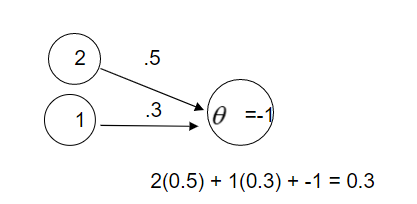 2
.5
1
.3
θ =-1
2(0.5) + 1(0.3) + -1 = 0.3